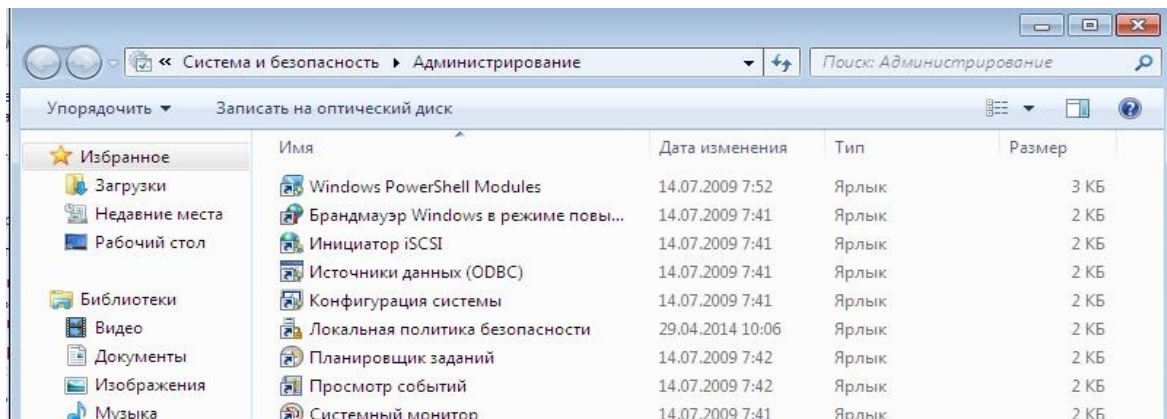 « Система и безопасность Администрирование Поиск: Администрирование
Упорядочить Записать на оптический диск
Избранное Имя Дата изменения Тип Размер
Загрузки Windows PowerShell Modules 14.07.2009 7:52 Ярлык 3 КБ
Недавние места Брандмауэр Windows в режиме повы... 14.07.2009 7:41 Ярлык 2 КБ
Рабочий стол Инициатор iSCSI 14.07.2009 7:41 Ярлык 2 КБ
Источники данных (ODBC) 14.07.2009 7:41 Ярлык 2 КБ
Библиотеки Конфигурация системы 14.07.2009 7:41 Ярлык 2 КБ
Видео Локальная политика безопасности 29.04.2014 10:06 Ярлык 2 КБ
Документы Планировщик заданий 14.07.2009 7:42 Ярлык 2 КБ
Изображения Просмотр событий 14.07.2009 7:42 Ярлык 2 КБ
Музыка Системный монитор 14.07.2009 7:41 Ярлык 2 КБ